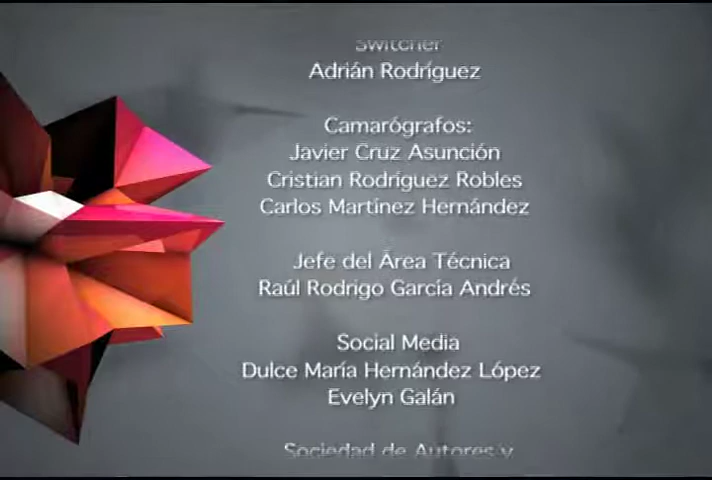 Switcher
Adrián Rodríguez
Camarógrafos:
Javier Cruz Asunción
Cristian Rodríguez Robles
Carlos Martínez Hernández
Jefe del Área Técnica
Raúl Rodrigo García Andrés
Social Media
Dulce María Hernández López
Evelyn Galán
Sociedad de Autores y